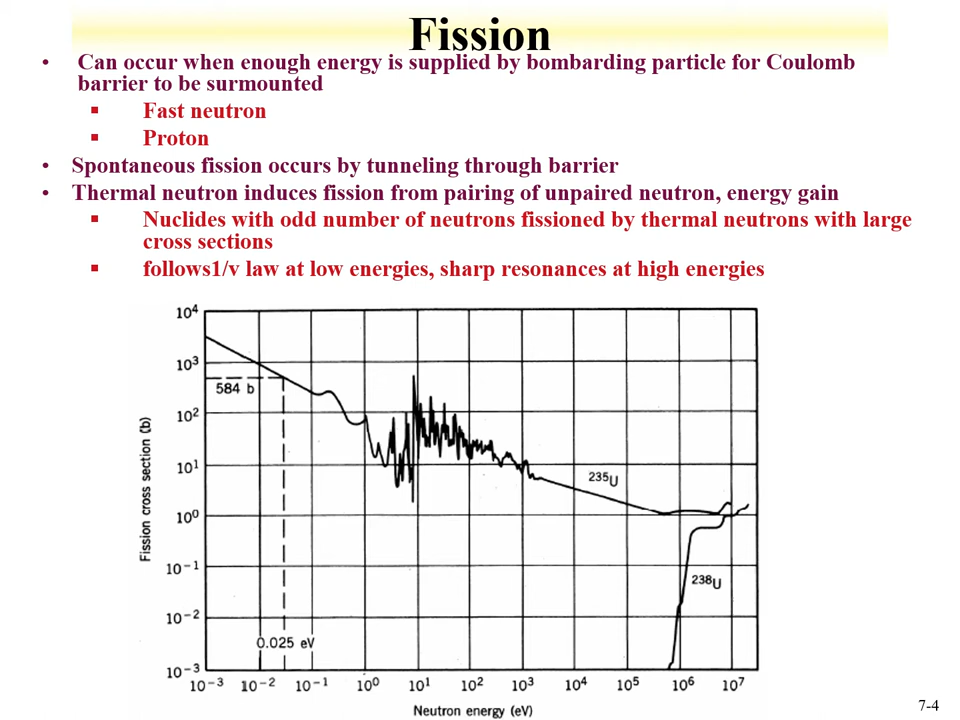 Fission
• Can occur when enough energy is supplied by bombarding particle for Coulomb
barrier to be surmounted
▪ Fast neutron
▪ Proton
• Spontaneous fission occurs by tunneling through barrier
• Thermal neutron induces fission from pairing of unpaired neutron, energy gain
▪ Nuclides with odd number of neutrons fissioned by thermal neutrons with large
cross sections
▪ follows1/v law at low energies, sharp resonances at high energies
10⁴
10³
584 b
10²
10¹
²³⁵U
10⁰
10⁻¹
²³⁸U
10⁻²
0.025 eV
10⁻³
Fission cross section (b)
10⁻³ 10⁻² 10⁻¹ 10⁰ 10¹ 10² 10³ 10⁴ 10⁵ 10⁶ 10⁷
Neutron energy (eV)
7-4